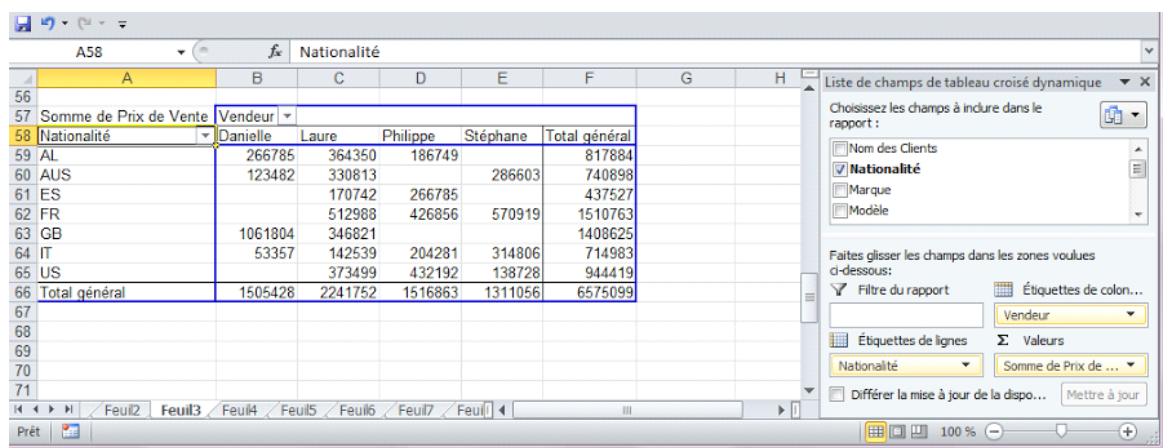 A58 fx Nationalité
A B C D E F G H
56
57 Somme de Prix de Vente Vendeur
58 Nationalité Danielle Laure Philippe Stéphane Total général
59 AL 266785 364350 186749 817884
60 AUS 123482 330813 286603 740898
61 ES 170742 266785 437527
62 FR 512988 426856 570919 1510763
63 GB 1061804 346821 1408625
64 IT 53357 142539 204281 314806 714983
65 US 373499 432192 138728 944419
66 Total général 1505428 2241752 1516863 1311056 6575099
67
68
69
70
71
Feuil2 Feuil3 Feuil4 Feuil5 Feuil6 Feuil7 Feuil
Prêt 100 %
Liste de champs de tableau croisé dynamique
Choisissez les champs à inclure dans le
rapport :
Nom des Clients
Nationalité
Marque
Modèle
Faites glisser les champs dans les zones voulues
ci-dessous:
Filtre du rapport Étiquettes de colon...
Vendeur
Étiquettes de lignes Σ Valeurs
Nationalité Somme de Prix de ...
Différer la mise à jour de la dispo... Mettre à jour